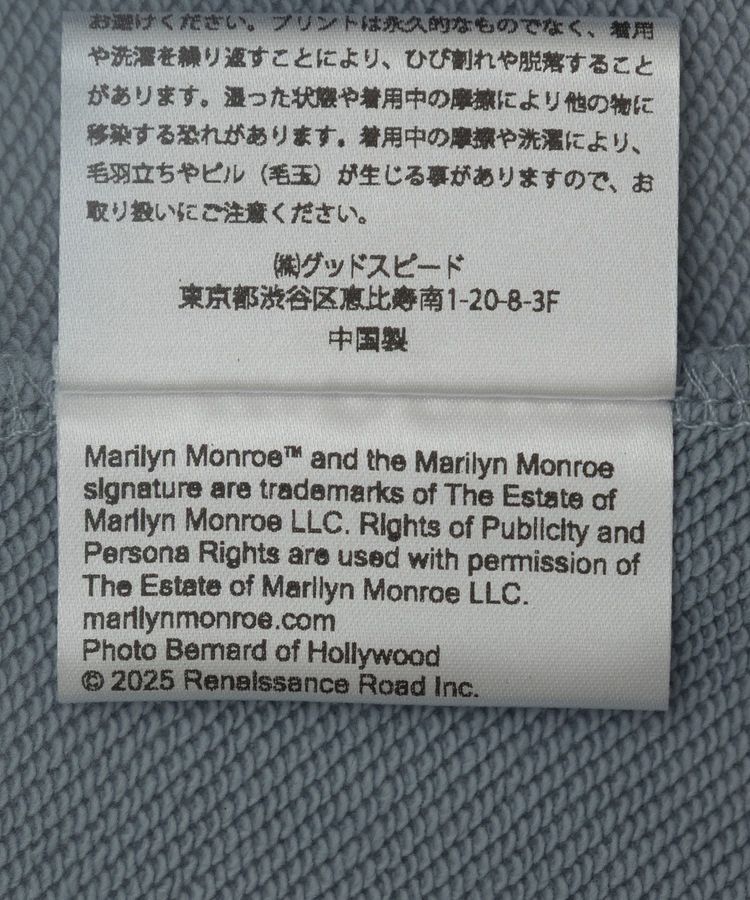 お避けください。プリントは永久的なものでなく、着用
や洗濯を繰り返すことにより、ひび割れや脱落すること
があります。湿った状態や着用中の摩擦により他の物に
移染する恐れがあります。着用中の摩擦や洗濯により、
毛羽立ちやピル（毛玉）が生じる事がありますので、お
取り扱いにご注意ください。
㈱グッドスピード
東京都渋谷区恵比寿南1-20-8-3F
中国製
Marilyn Monroe™ and the Marilyn Monroe
signature are trademarks of The Estate of
Marilyn Monroe LLC. Rights of Publicity and
Persona Rights are used with permission of
The Estate of Marilyn Monroe LLC.
marilynmonroe.com
Photo Bernard of Hollywood
© 2025 Renaissance Road Inc.